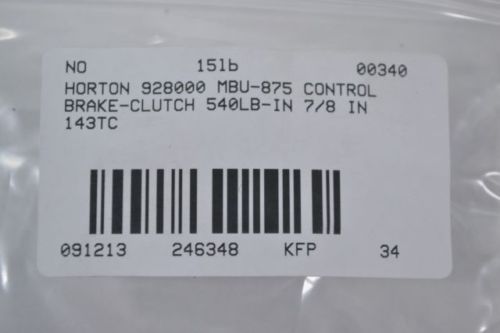 NO 15lb 00340
HORTON 928000 MBU-875 CONTROL
BRAKE-CLUTCH 540LB-IN 7/8 IN
143TC
091213 246348 KFP 34